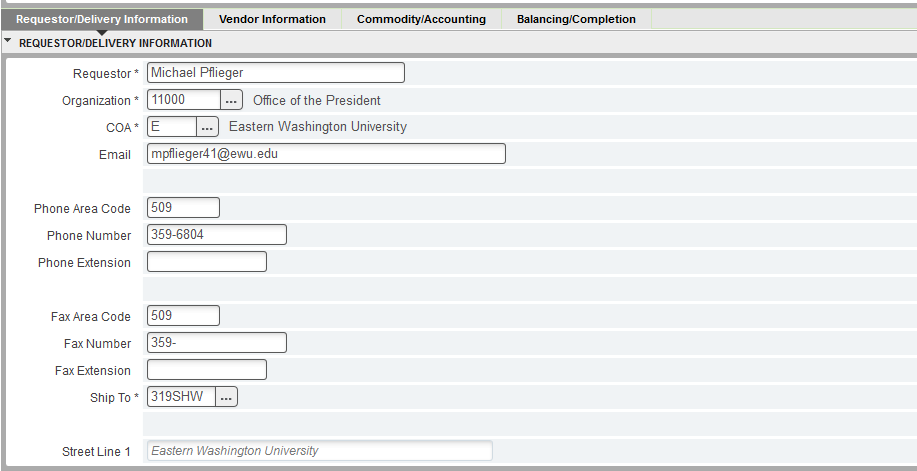 Requestor/Delivery Information Vendor Information Commodity/Accounting Balancing/Completion
REQUESTOR/DELIVERY INFORMATION
Requestor * Michael Pflieger
Organization * 11000 ... Office of the President
COA * E ... Eastern Washington University
Email mpflieger41@ewu.edu
Phone Area Code 509
Phone Number 359-6804
Phone Extension
Fax Area Code 509
Fax Number 359-
Fax Extension
Ship To * 319SHW ...
Street Line 1 Eastern Washington University